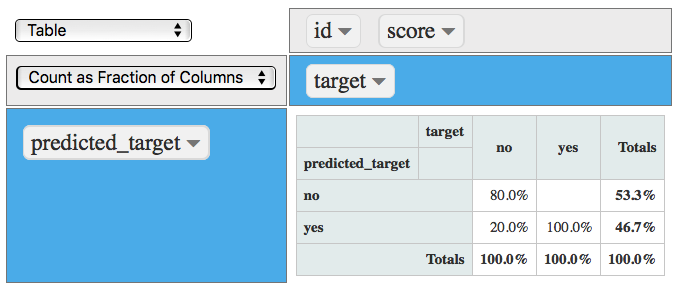 Table
id score
Count as Fraction of Columns
target
predicted_target
target no yes Totals
predicted_target
no 80.0% 53.3%
yes 20.0% 100.0% 46.7%
Totals 100.0% 100.0% 100.0%